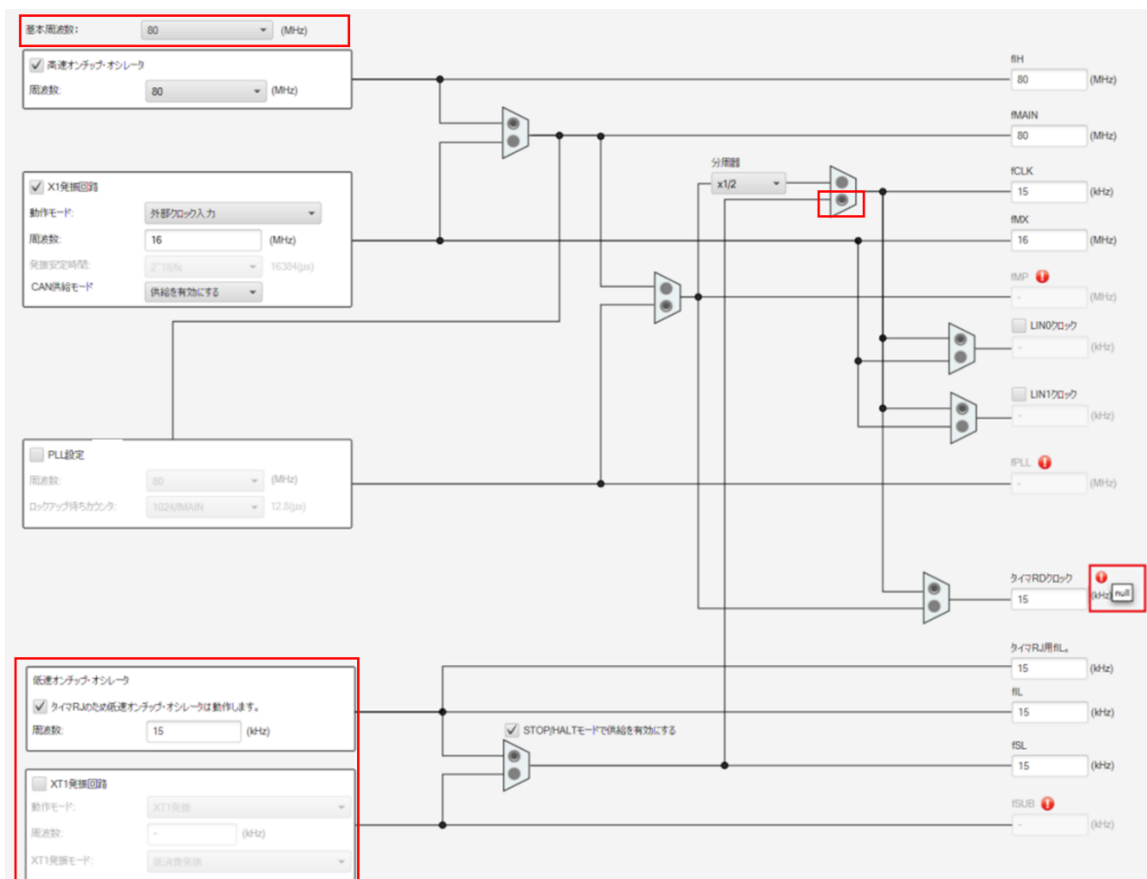 基本周波数: 80 (MHz)
高速オンチップ・オシレータ
周波数: 80 (MHz)
fIH
80 (MHz)
fMAIN
80 (MHz)
分周器
x1/2
fCLK
15 (kHz)
X1発振回路
動作モード: 外部クロック入力
周波数: 16 (MHz)
発振安定時間: 2^18/fx 16384(μs)
CAN供給モード 供給を有効にする
fMX
16 (MHz)
fMP
- (MHz)
LIN0クロック
- (kHz)
LIN1クロック
- (kHz)
PLL設定
周波数: 80 (MHz)
ロックアップ待ちカウンタ: 1024/fMAIN 12.8(μs)
fPLL
- (MHz)
タイマRDクロック
15 (kHz) null
低速オンチップ・オシレータ
タイマRJのため低速オンチップ・オシレータは動作します。
周波数: 15 (kHz)
タイマRJ用fIL。
15 (kHz)
fIL
15 (kHz)
STOP/HALTモードで供給を有効にする
fSL
15 (kHz)
XT1発振回路
動作モード: XT1発振
周波数: - (kHz)
XT1発振モード: 低消費発振
fSUB
- (kHz)